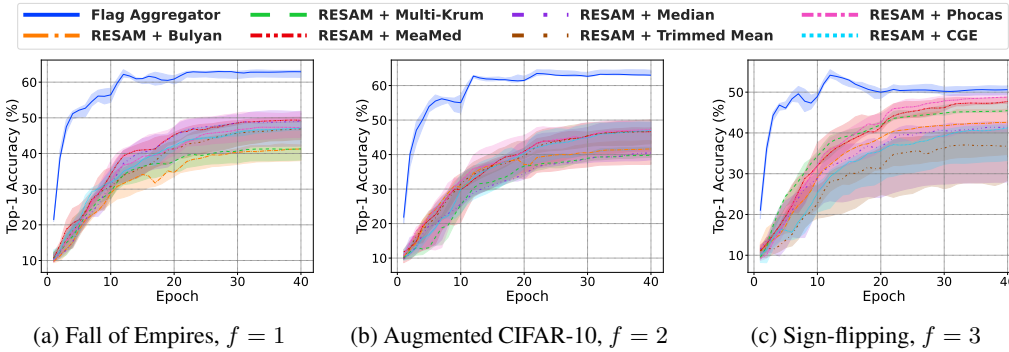 Flag Aggregator RESAM + Multi-Krum RESAM + Median RESAM + Phocas
RESAM + Bulyan RESAM + MeaMed RESAM + Trimmed Mean RESAM + CGE
Top-1 Accuracy (%)
60
50
40
30
20
10
0 10 20 30 40
Epoch
Top-1 Accuracy (%)
60
50
40
30
20
10
0 10 20 30 40
Epoch
Top-1 Accuracy (%)
50
40
30
20
10
0 10 20 30 40
Epoch
(a) Fall of Empires, f = 1 (b) Augmented CIFAR-10, f = 2 (c) Sign-flipping, f = 3